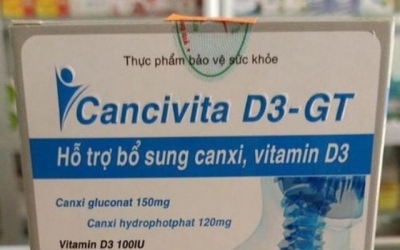 Thực phẩm bảo vệ sức khỏe
Cancivita D3-GT
Hỗ trợ bổ sung canxi, vitamin D3
Canxi gluconat 150mg
Canxi hydrophotphat 120mg
Vitamin D3 100IU